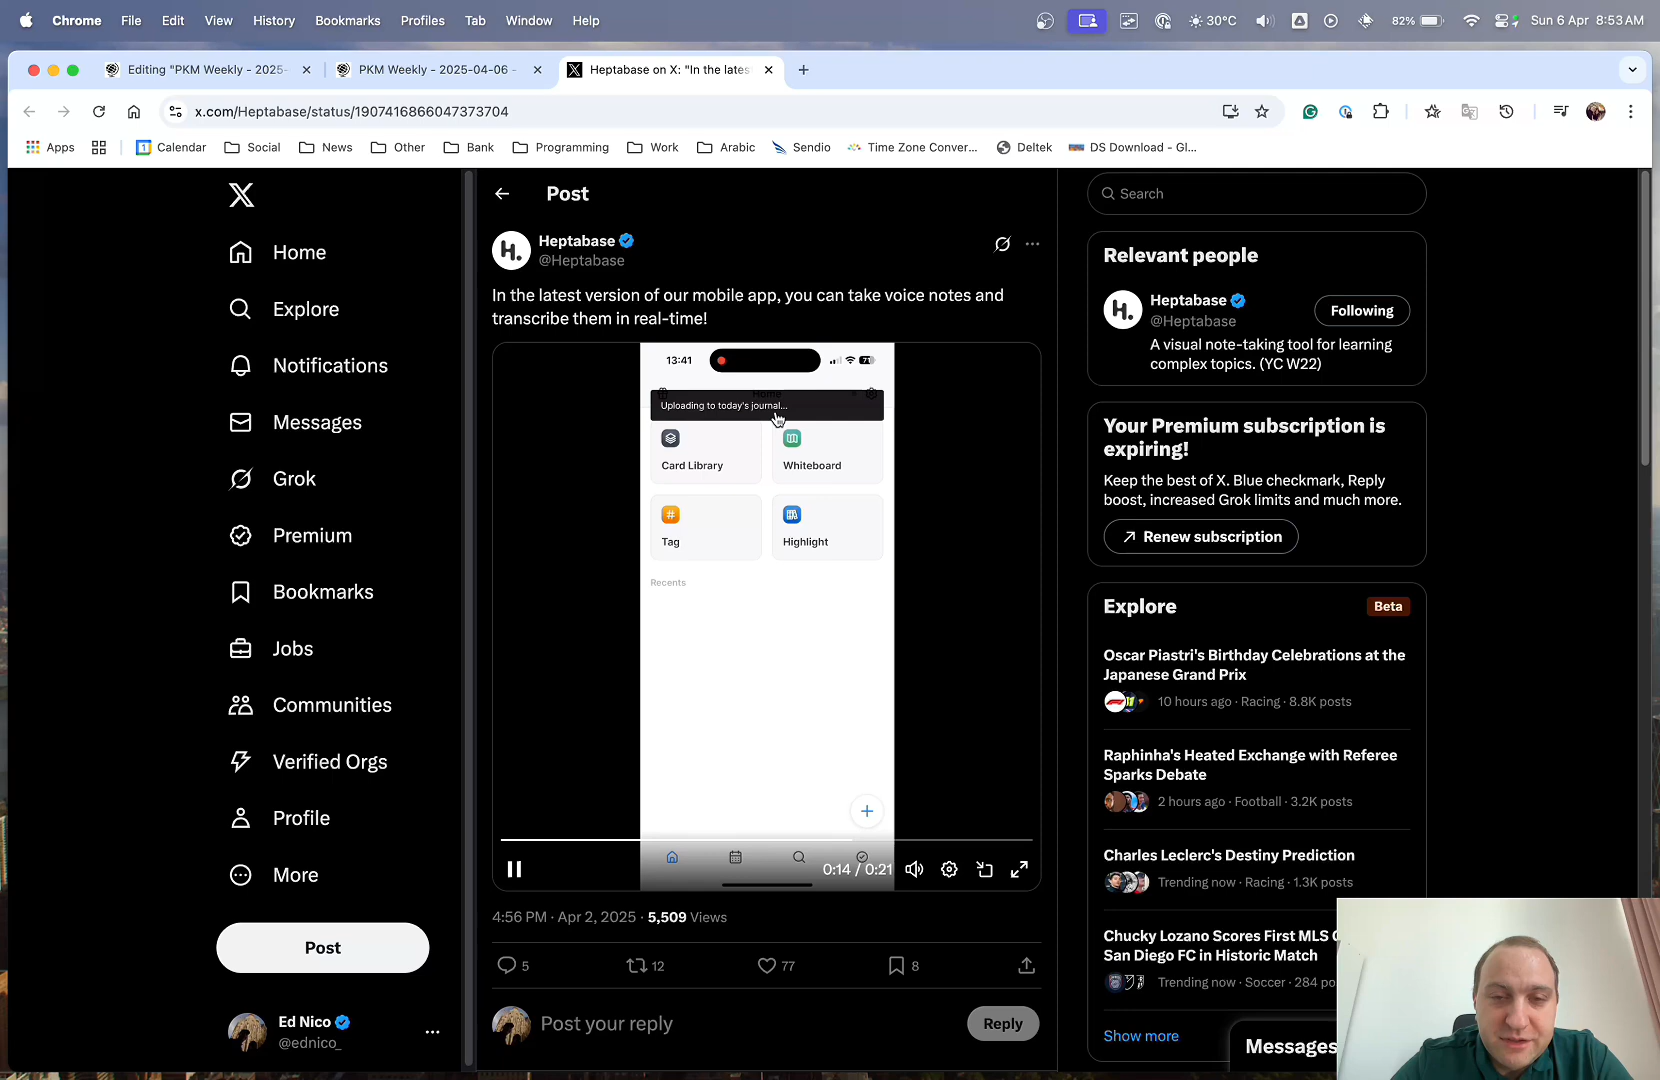 Chrome File Edit View History Bookmarks Profiles Tab Window Help
30°C 82% Sun 6 Apr 8:53 AM
Editing "PKM Weekly - 2025-
PKM Weekly - 2025-04-06 -
Heptabase on X: "In the lates
x.com/Heptabase/status/1907416866047373704
Apps Calendar Social News Other Bank Programming Work Arabic Sendio Time Zone Conver... Deltek DS Download - Gl...
Home
Explore
Notifications
Messages
Grok
Premium
Bookmarks
Jobs
Communities
Verified Orgs
Profile
More
Post
Ed Nico
@ednico_
Post
Heptabase
@Heptabase
In the latest version of our mobile app, you can take voice notes and
transcribe them in real-time!
13:41
Home
Uploading to today's journal...
Card Library
Whiteboard
Tag
Highlight
Recents
0:14 / 0:21
4:56 PM · Apr 2, 2025 · 5,509 Views
5 12 77 8
Post your reply
Reply
Search
Relevant people
Heptabase
@Heptabase
Following
A visual note-taking tool for learning
complex topics. (YC W22)
Your Premium subscription is
expiring!
Keep the best of X. Blue checkmark, Reply
boost, increased Grok limits and much more.
Renew subscription
Explore
Beta
Oscar Piastri's Birthday Celebrations at the
Japanese Grand Prix
10 hours ago · Racing · 8.8K posts
Raphinha's Heated Exchange with Referee
Sparks Debate
2 hours ago · Football · 3.2K posts
Charles Leclerc's Destiny Prediction
Trending now · Racing · 1.3K posts
Chucky Lozano Scores First MLS
San Diego FC in Historic Match
Trending now · Soccer · 284 po
Show more
Messages